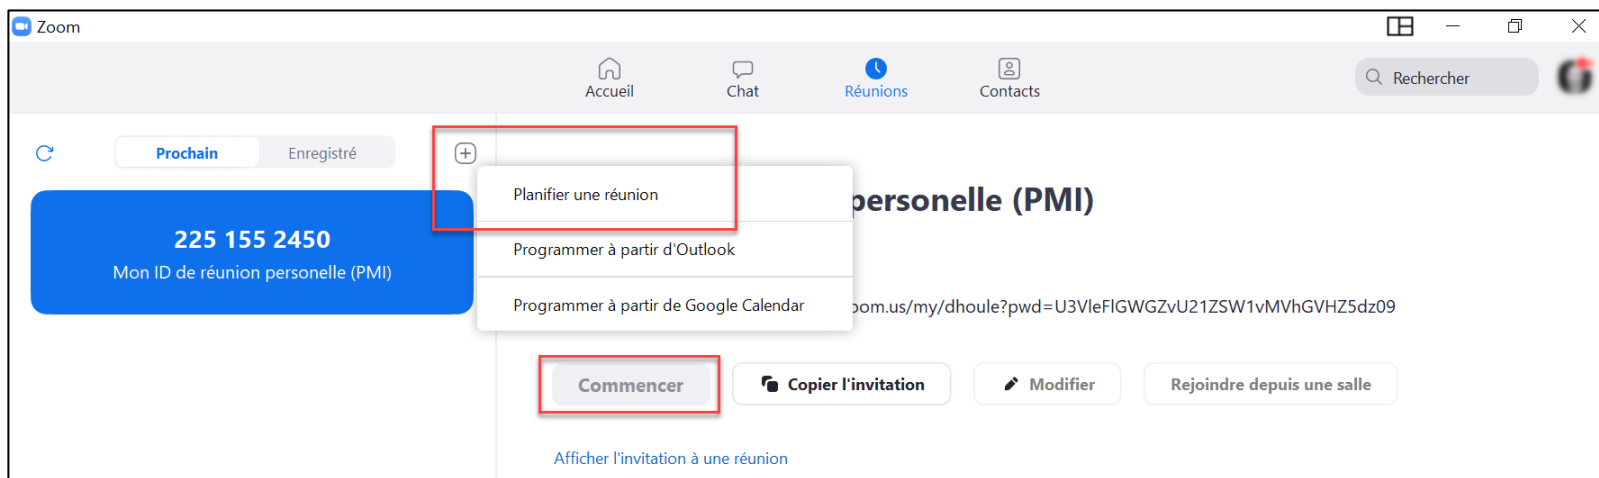 Zoom
Accueil
Chat
Réunions
Contacts
Rechercher
Prochain
Enregistré
225 155 2450
Mon ID de réunion personelle (PMI)
Planifier une réunion
Programmer à partir d'Outlook
Programmer à partir de Google Calendar
personelle (PMI)
oom.us/my/dhoule?pwd=U3VleFlGWGZvU21ZSW1vMVhGVHZ5dz09
Commencer
Copier l'invitation
Modifier
Rejoindre depuis une salle
Afficher l'invitation à une réunion